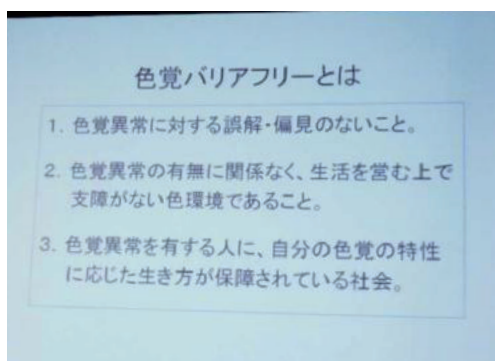 色覚バリアフリーとは
1. 色覚異常に対する誤解・偏見のないこと。
2. 色覚異常の有無に関係なく、生活を営む上で
支障がない色環境であること。
3. 色覚異常を有する人に、自分の色覚の特性
に応じた生き方が保障されている社会。